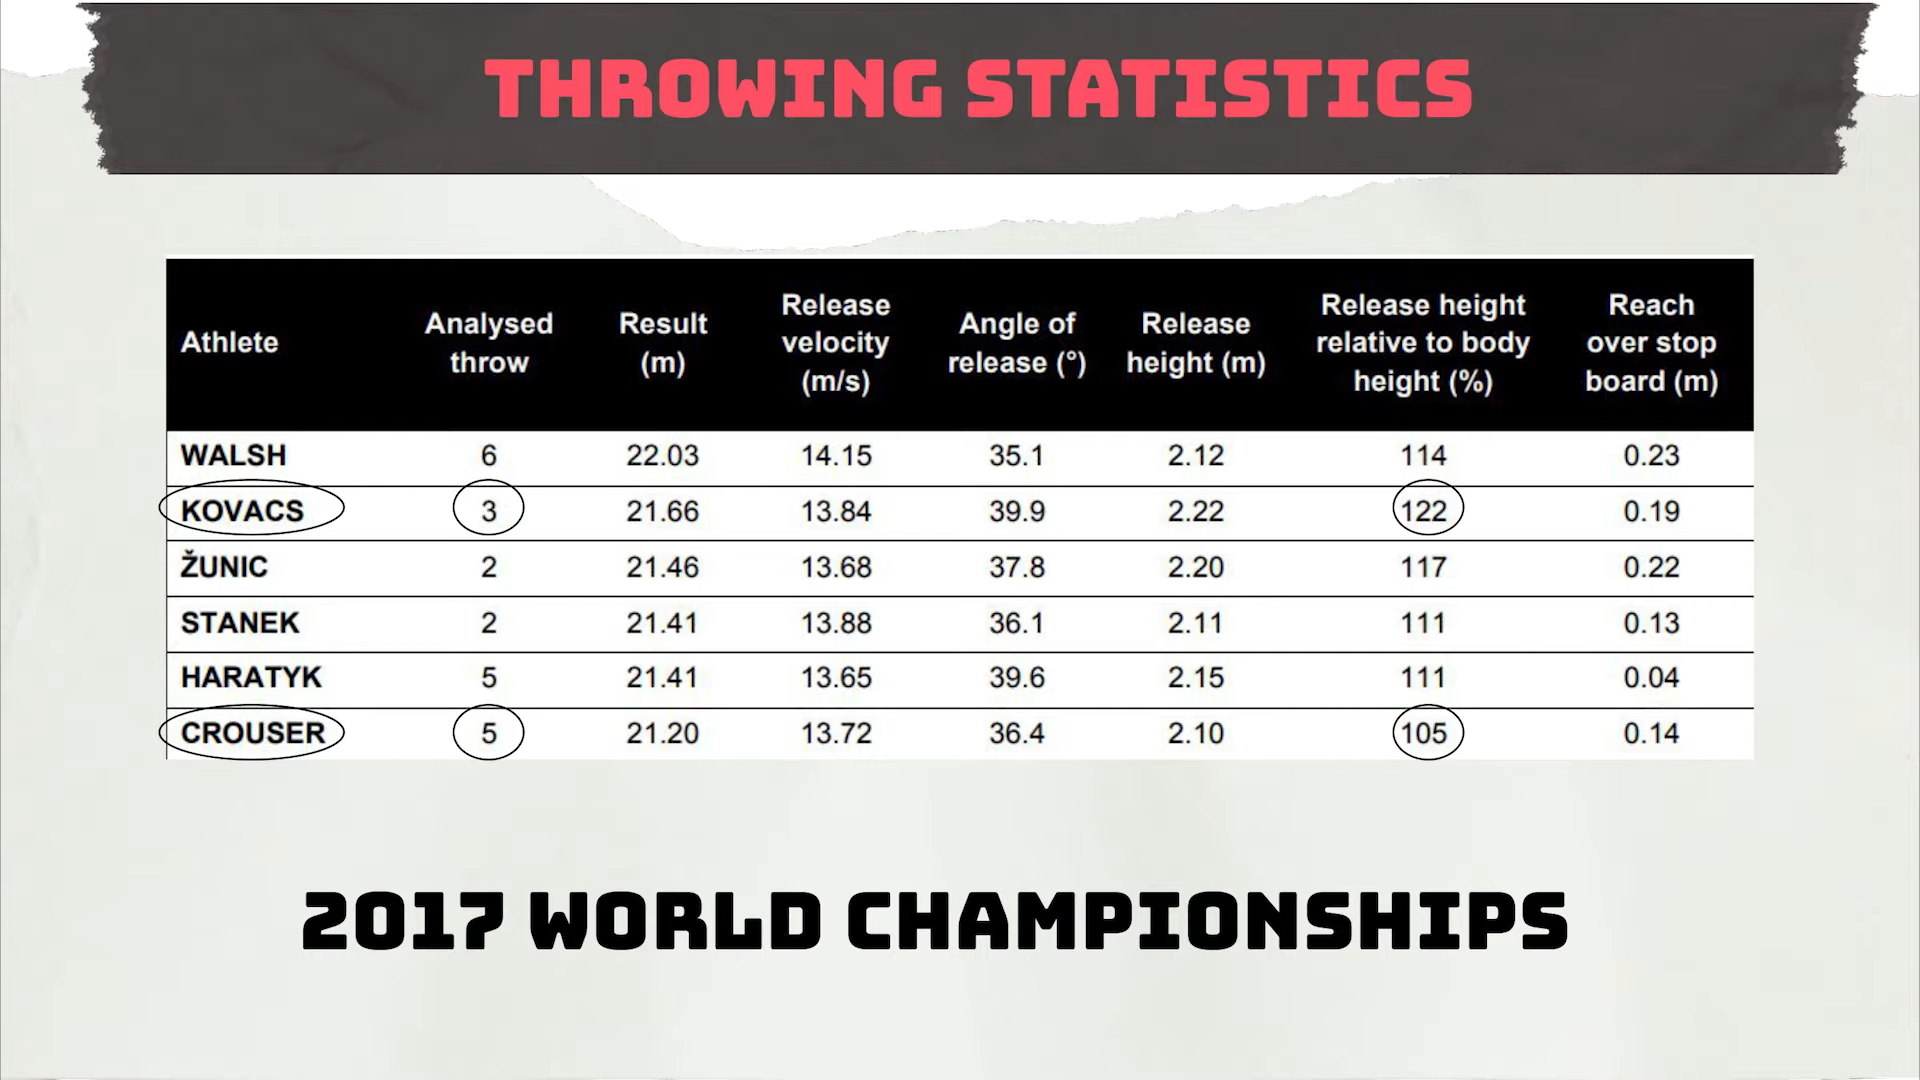 THROWING STATISTICS
Athlete Analysed throw Result (m) Release velocity (m/s) Angle of release (°) Release height (m) Release height relative to body height (%) Reach over stop board (m)
WALSH 6 22.03 14.15 35.1 2.12 114 0.23
KOVACS 3 21.66 13.84 39.9 2.22 122 0.19
ŽUNIC 2 21.46 13.68 37.8 2.20 117 0.22
STANEK 2 21.41 13.88 36.1 2.11 111 0.13
HARATYK 5 21.41 13.65 39.6 2.15 111 0.04
CROUSER 5 21.20 13.72 36.4 2.10 105 0.14
2017 WORLD CHAMPIONSHIPS